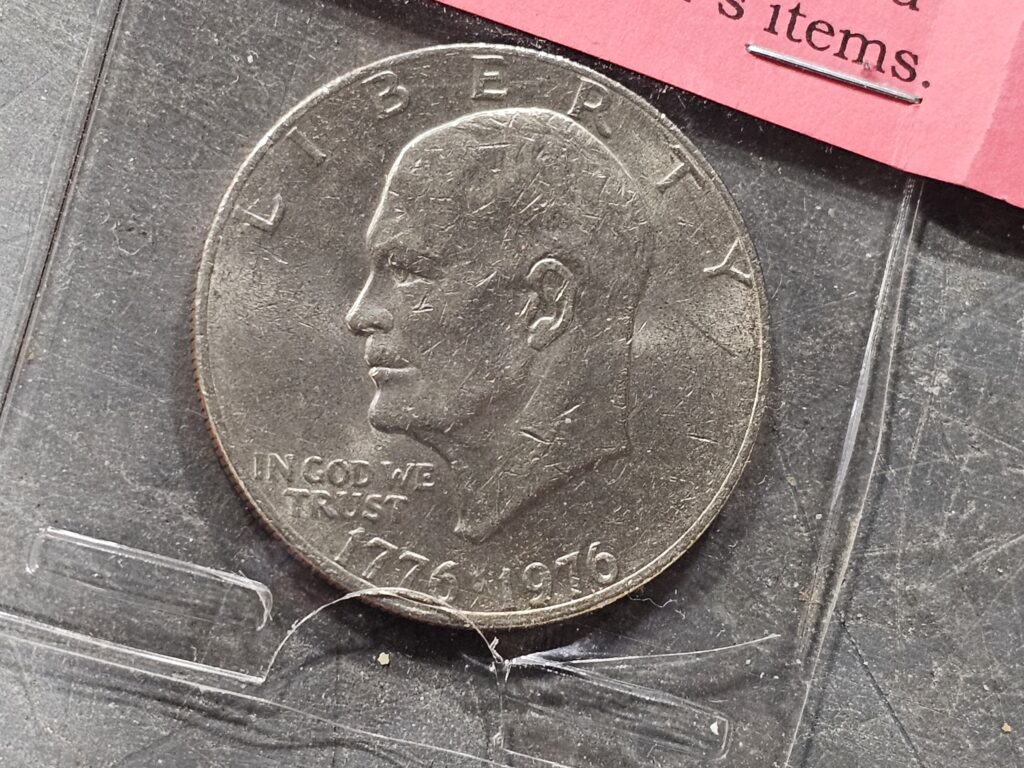 's items.
LIBERTY
IN GOD WE
TRUST
1776 1976